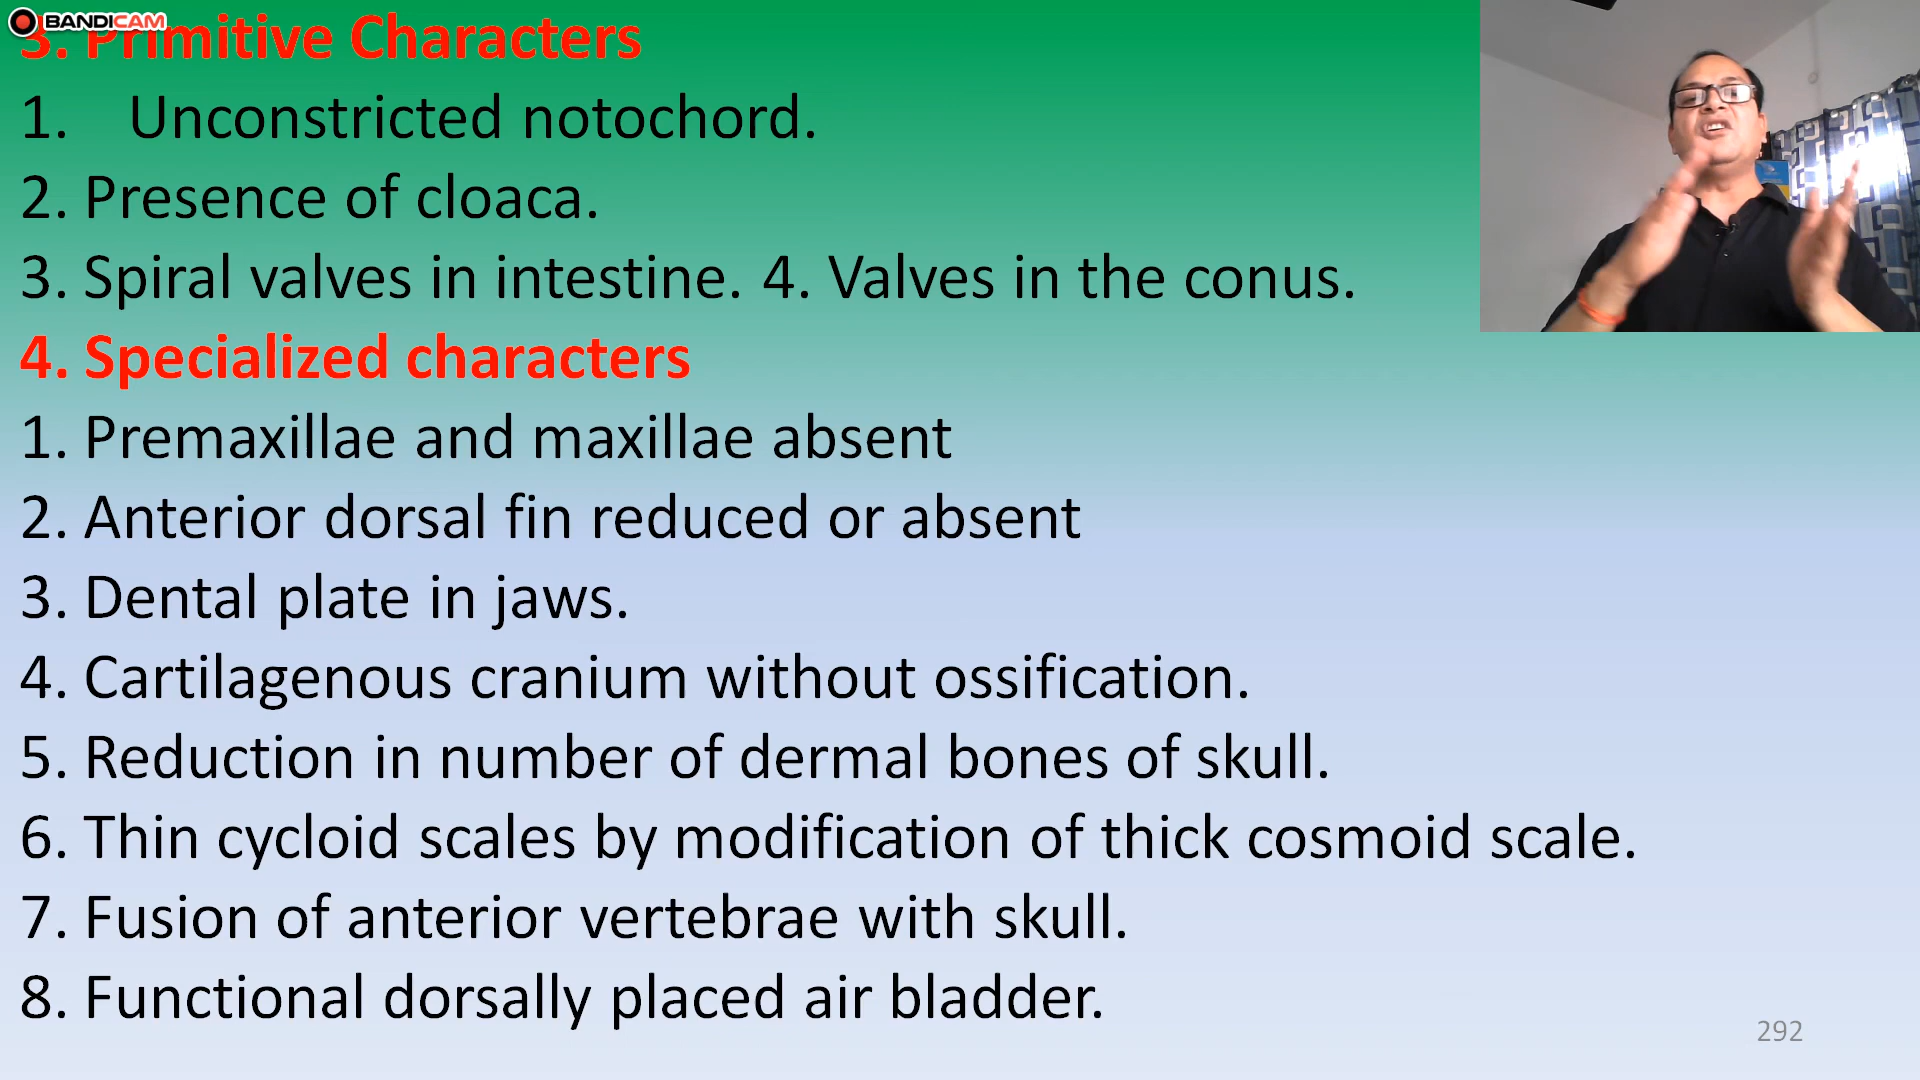 BANDICAM
3. Primitive Characters
1. Unconstricted notochord.
2. Presence of cloaca.
3. Spiral valves in intestine. 4. Valves in the conus.
4. Specialized characters
1. Premaxillae and maxillae absent
2. Anterior dorsal fin reduced or absent
3. Dental plate in jaws.
4. Cartilagenous cranium without ossification.
5. Reduction in number of dermal bones of skull.
6. Thin cycloid scales by modification of thick cosmoid scale.
7. Fusion of anterior vertebrae with skull.
8. Functional dorsally placed air bladder.
292